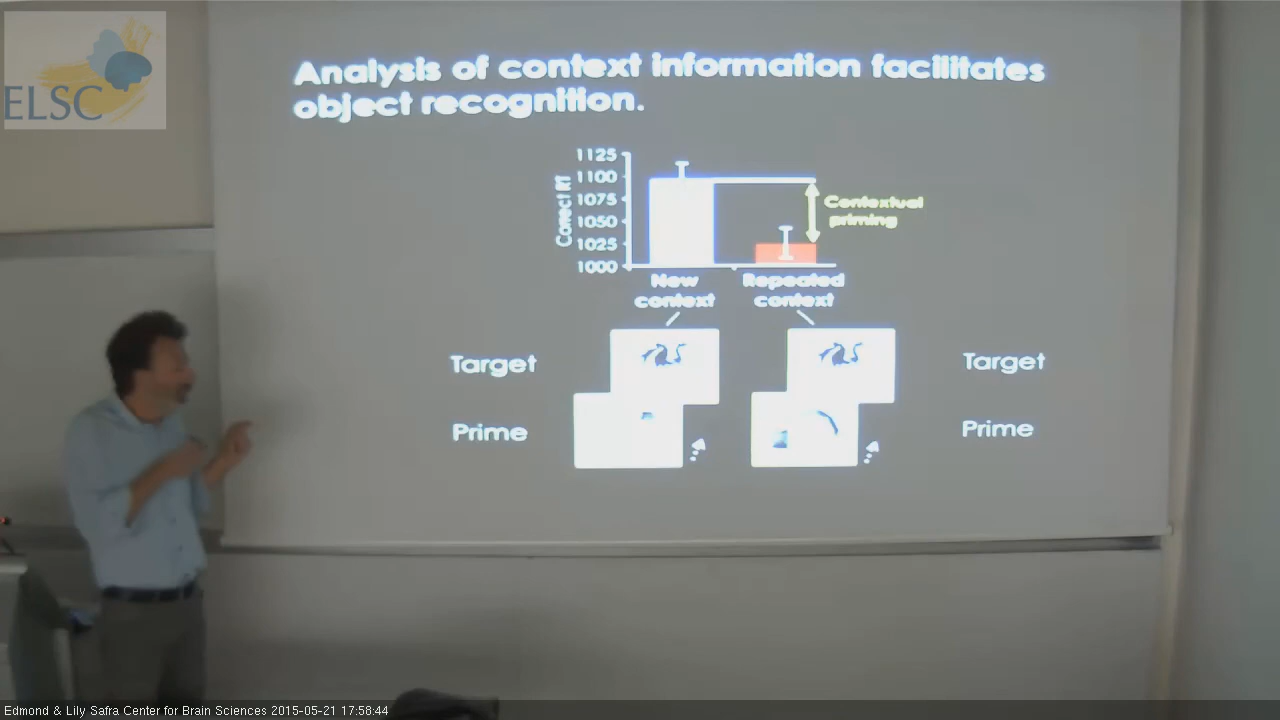 ELSC
Analysis of context information facilitates
object recognition.
1125
1100
1075
1050
1025
1000
Correct RT
Contextual
priming
New
context
Repeated
context
Target
Target
Prime
Prime
Edmond & Lily Safra Center for Brain Sciences 2015-05-21 17:58:44